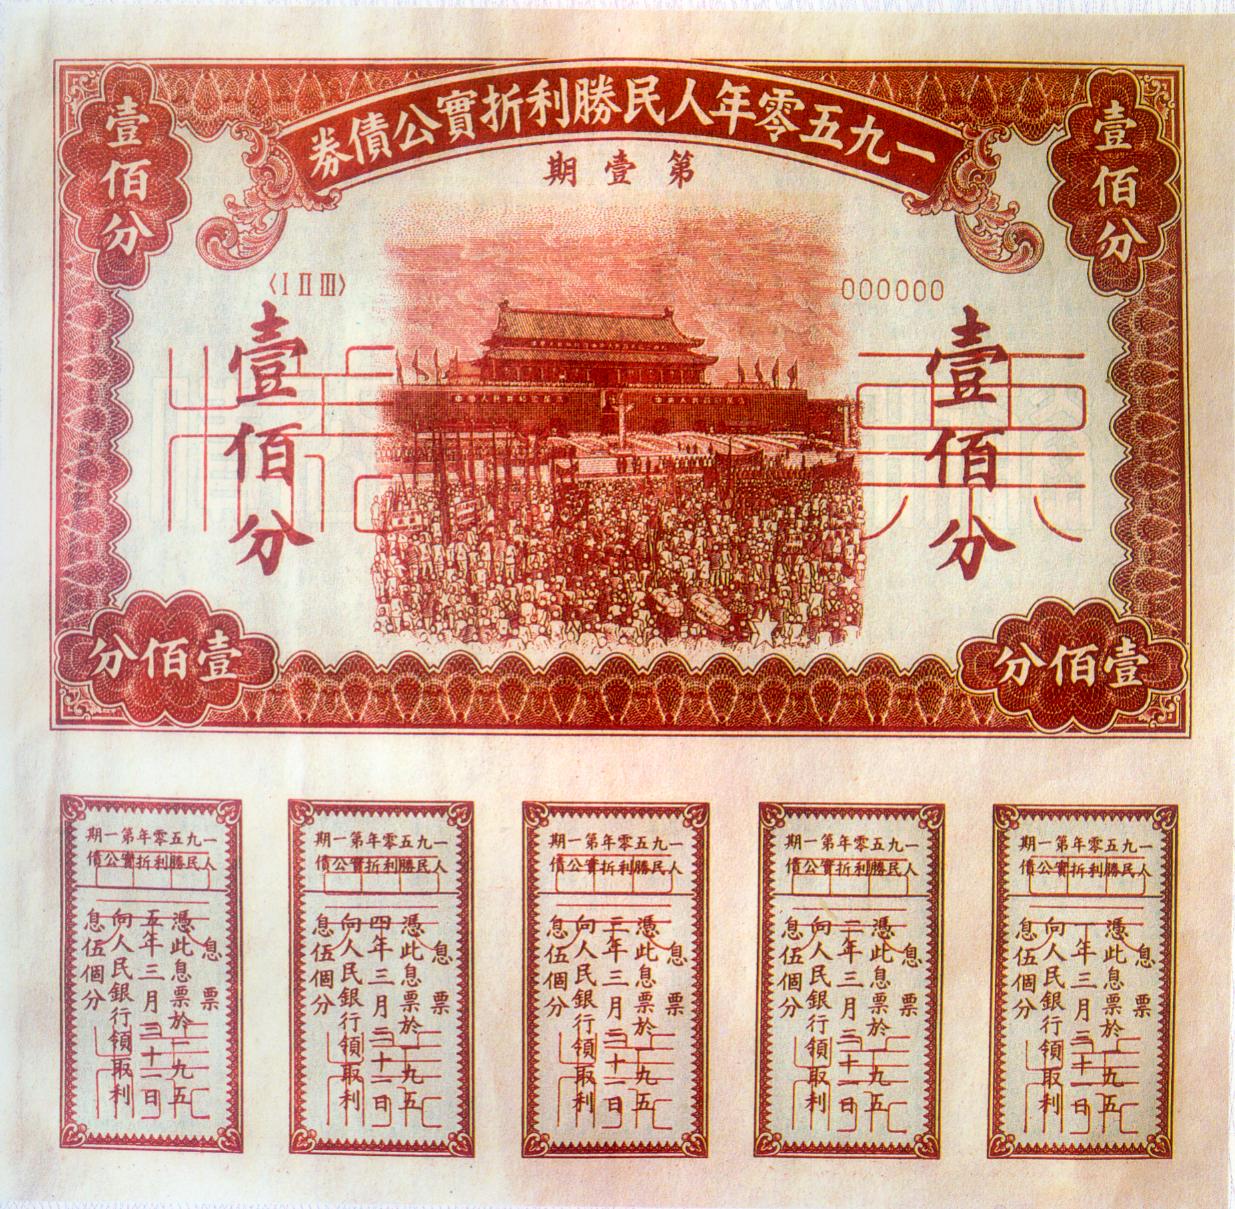 一九五零年人民勝利折實公債券
第壹期
壹佰分
壹佰分
〈I II III〉
000000
壹佰分
壹佰分
壹佰分
壹佰分
一九五零年第一期
人民勝利折實公債
息票
憑此息票於一九五
一年三月三十一日
向人民銀行領取利
息伍個分
一九五零年第一期
人民勝利折實公債
息票
憑此息票於一九五
二年三月三十一日
向人民銀行領取利
息伍個分
一九五零年第一期
人民勝利折實公債
息票
憑此息票於一九五
三年三月三十一日
向人民銀行領取利
息伍個分
一九五零年第一期
人民勝利折實公債
息票
憑此息票於一九五
四年三月三十一日
向人民銀行領取利
息伍個分
一九五零年第一期
人民勝利折實公債
息票
憑此息票於一九五
五年三月三十一日
向人民銀行領取利
息伍個分